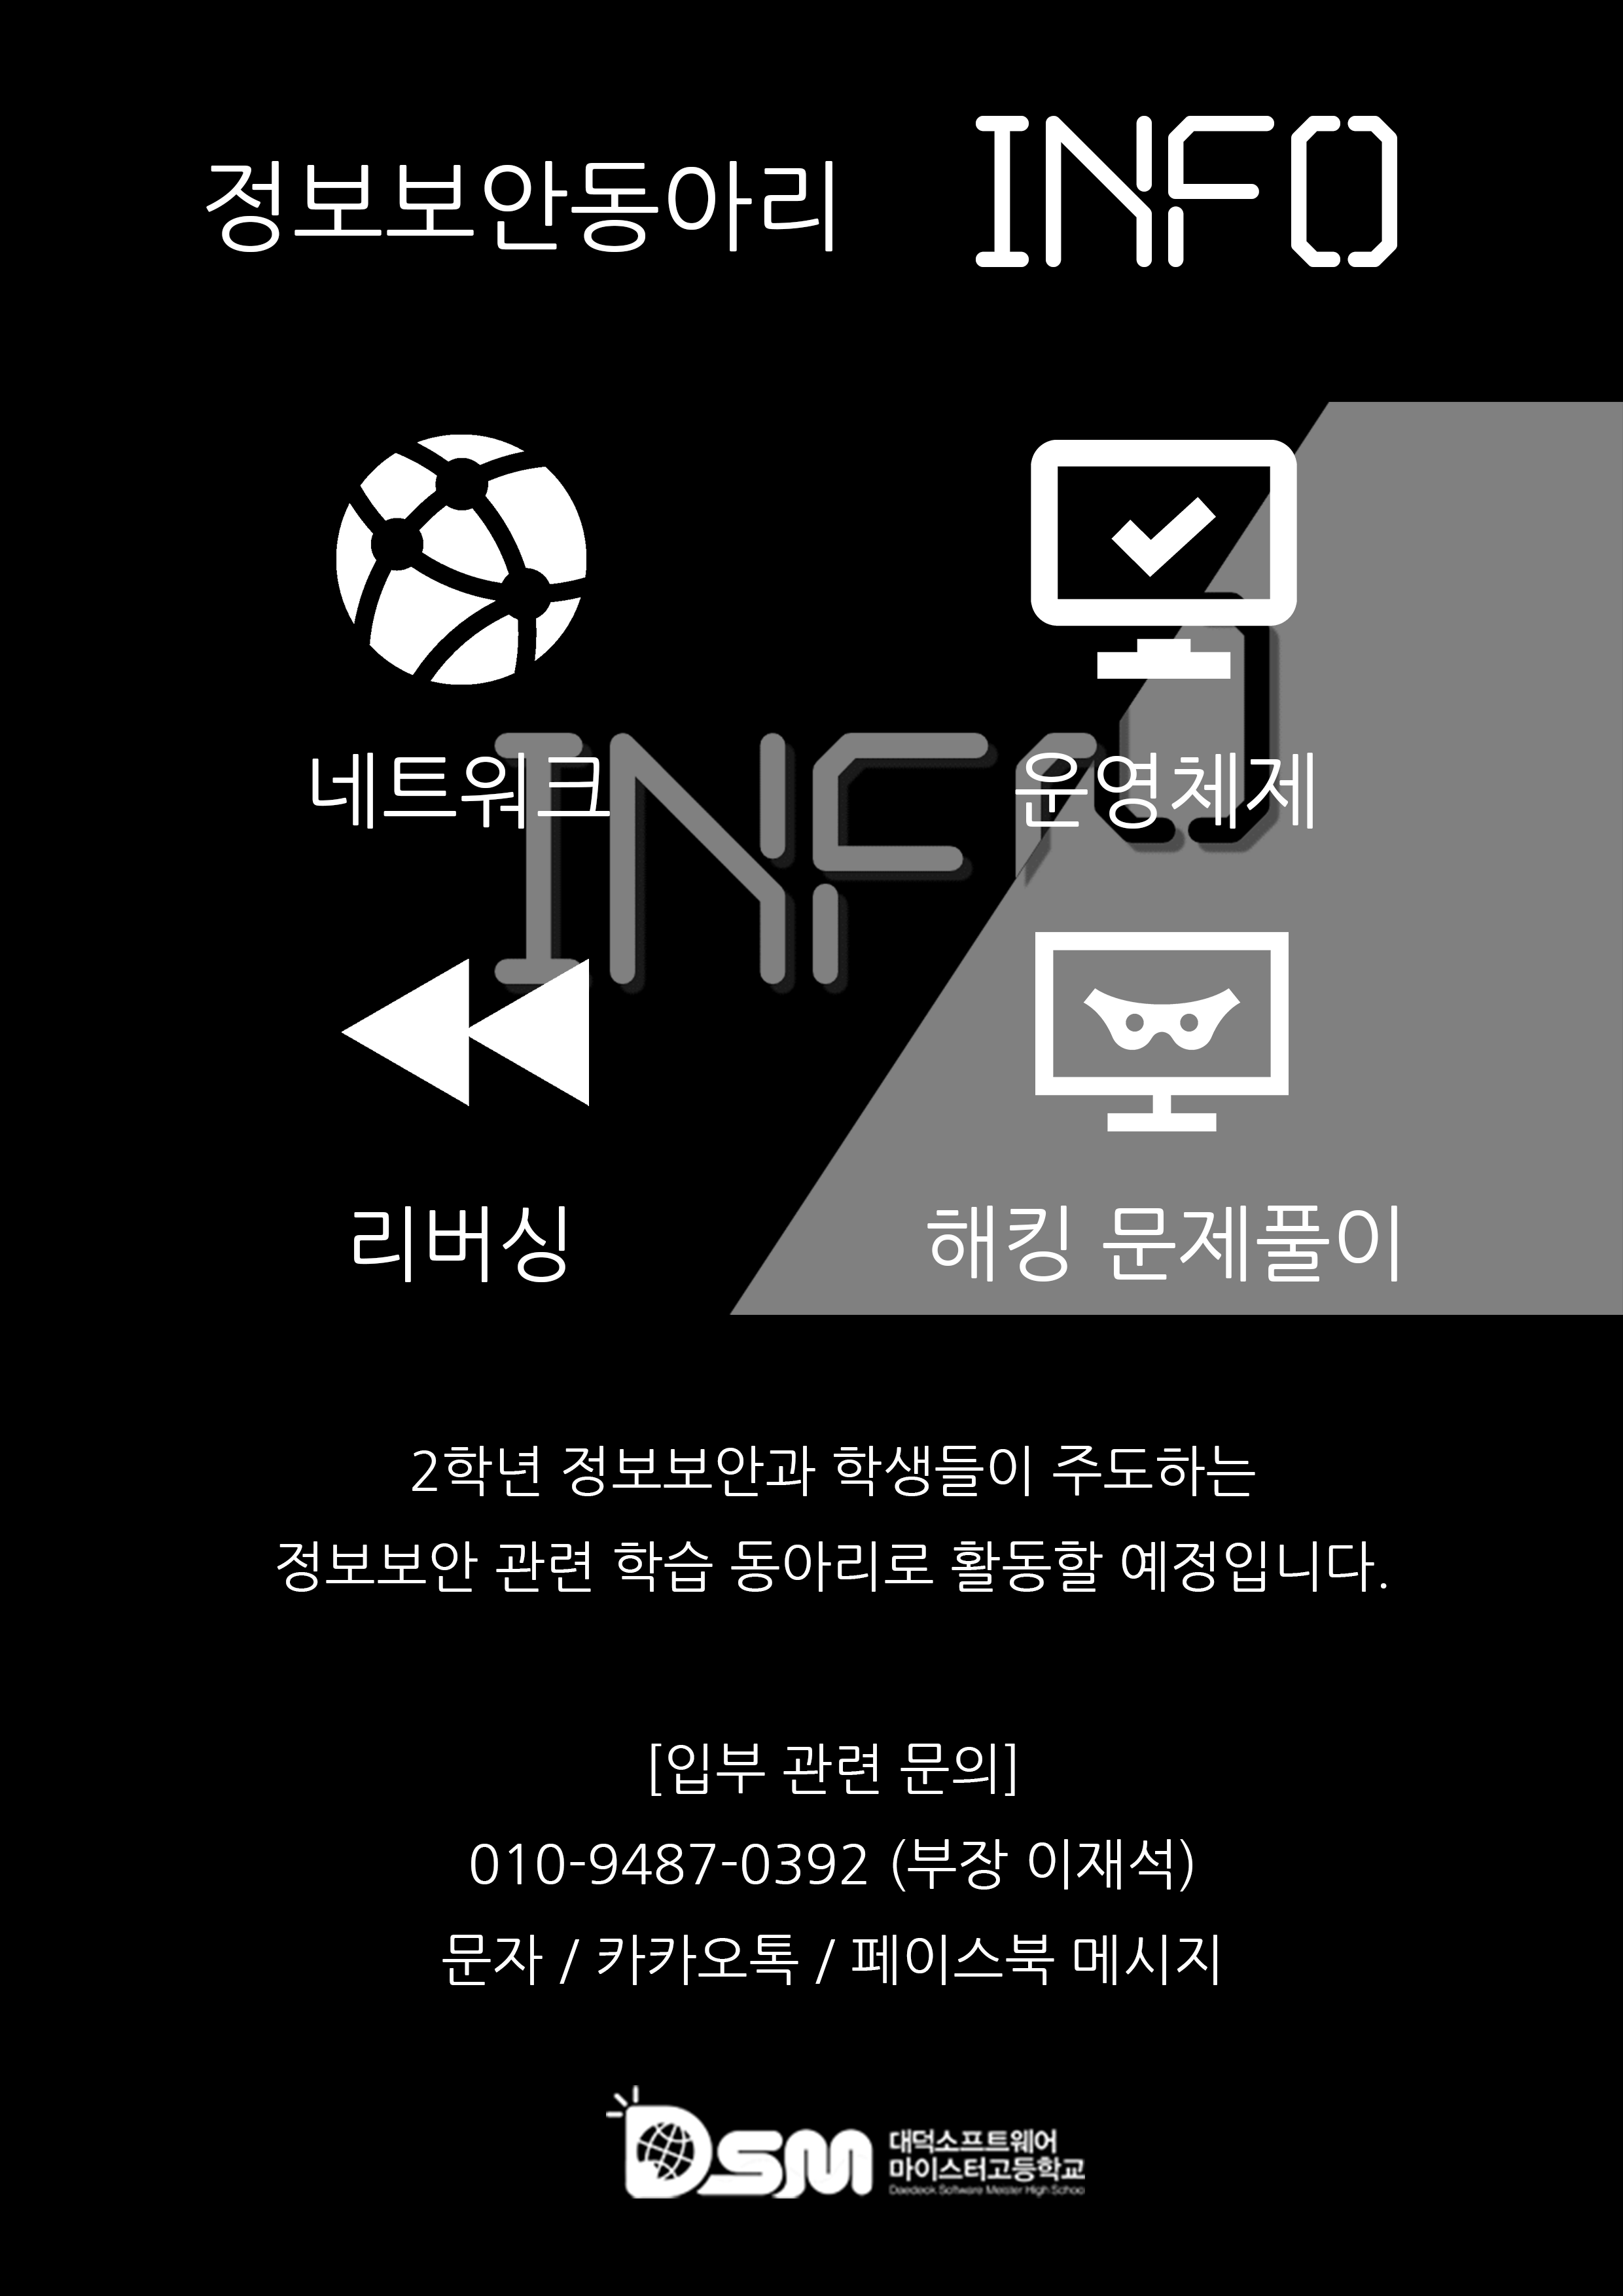 정보보안동아리 INFO
INFO
네트워크 운영체제
리버싱 해킹 문제풀이
2학년 정보보안과 학생들이 주도하는
정보보안 관련 학습 동아리로 활동할 예정입니다.
[입부 관련 문의]
010-9487-0392 (부장 이재석)
문자 / 카카오톡 / 페이스북 메시지
DSM
대덕소프트웨어
마이스터고등학교
Daedeok Software Meister High School